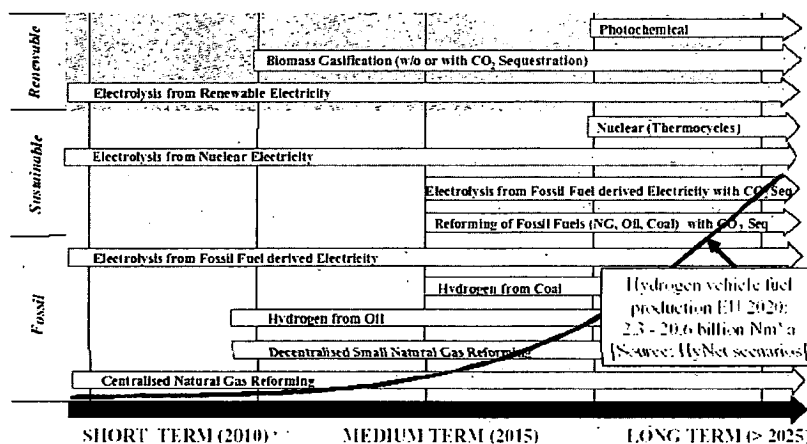 Renewable
Photochemical
Biomass Gasification (w/o or with CO₂ Sequestration)
Electrolysis from Renewable Electricity
Sustainable
Nuclear (Thermocycles)
Electrolysis from Nuclear Electricity
Electrolysis from Fossil Fuel derived Electricity with CO₂ Seq
Reforming of Fossil Fuels (NG, Oil, Coal) with CO₂ Seq
Fossil
Electrolysis from Fossil Fuel derived Electricity
Hydrogen from Coal
Hydrogen from Oil
Decentralised Small Natural Gas Reforming
Centralised Natural Gas Reforming
Hydrogen vehicle fuel
production EU 2020:
2.3 - 20.6 billion Nm³ a
[Source: HyNet scenarios]
SHORT TERM (2010)
MEDIUM TERM (2015)
LONG TERM (> 2025)